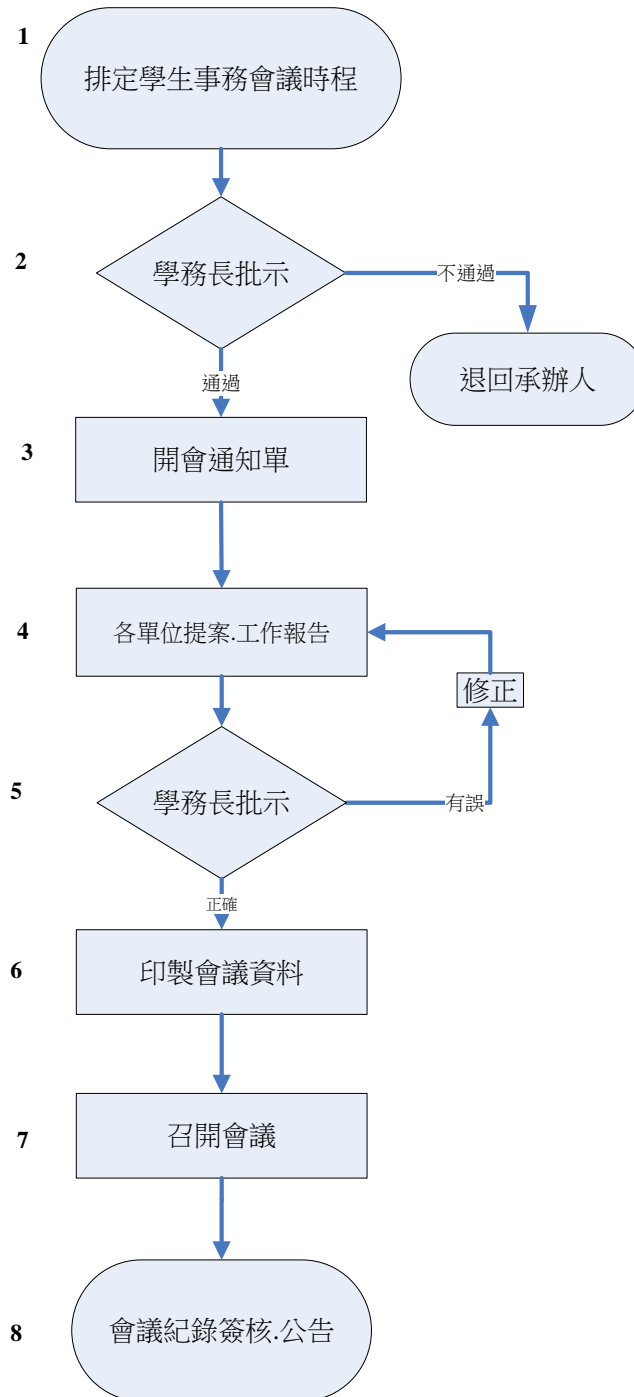 1
排定學生事務會議時程
2
學務長批示
不通過
退回承辦人
通過
3
開會通知單
4
各單位提案.工作報告
修正
5
學務長批示
有誤
正確
6
印製會議資料
7
召開會議
8
會議紀錄簽核.公告